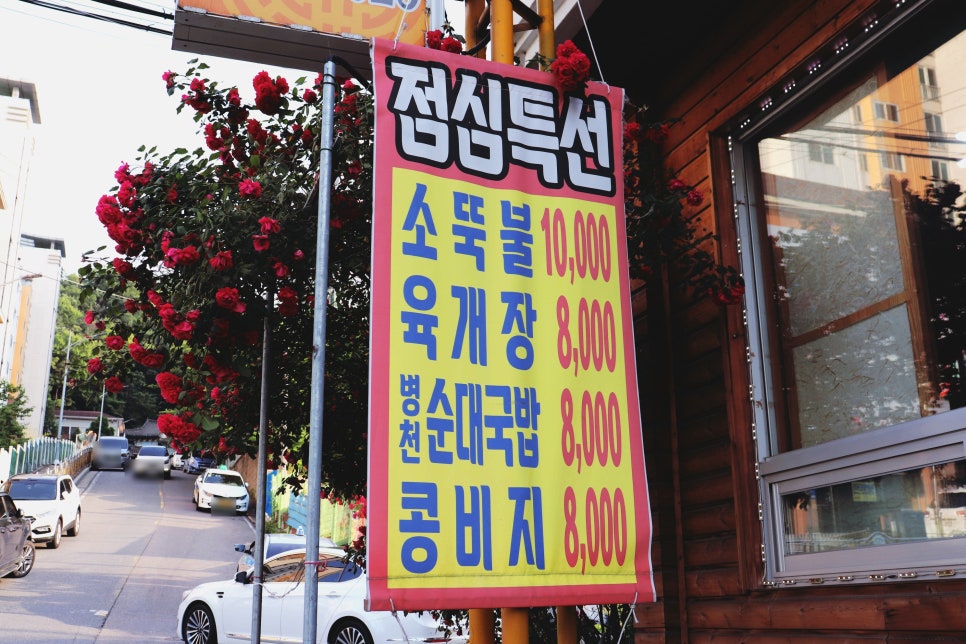 점심특선
소뚝불 10,000
육개장 8,000
병천순대국밥 8,000
콩비지 8,000